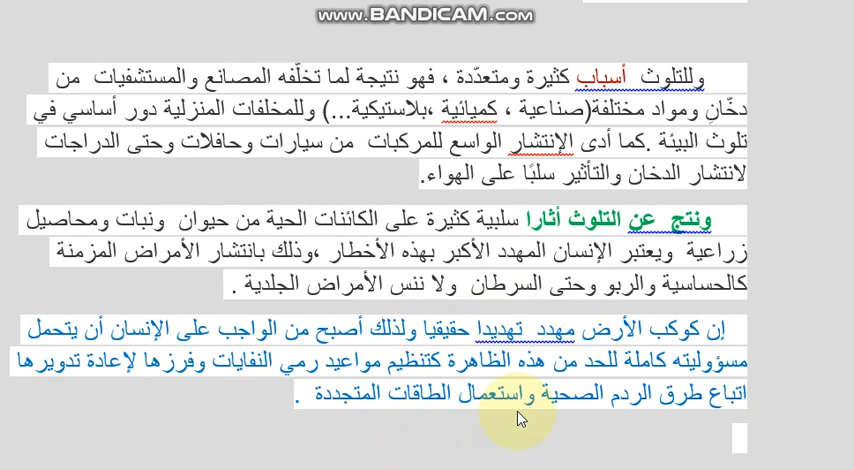 www.BANDICAM.com
وللتلوث أسباب كثيرة ومتعدّدة ، فهو نتيجة لما تخلّفه المصانع والمستشفيات من
دخّانٍ ومواد مختلفة(صناعية ، كميائية ،بلاستيكية...) وللمخلفات المنزلية دور أساسي في
تلوث البيئة .كما أدى الإنتشار الواسع للمركبات من سيارات وحافلات وحتى الدراجات
لانتشار الدخان والتأثير سلبًا على الهواء.
ونتج عن التلوث أثارا سلبية كثيرة على الكائنات الحية من حيوان ونبات ومحاصيل
زراعية ويعتبر الإنسان المهدد الأكبر بهذه الأخطار ،وذلك بانتشار الأمراض المزمنة
كالحساسية والربو وحتى السرطان ولا ننس الأمراض الجلدية .
إن كوكب الأرض مهدد تهديدا حقيقيا ولذلك أصبح من الواجب على الإنسان أن يتحمل
مسؤوليته كاملة للحد من هذه الظاهرة كتنظيم مواعيد رمي النفايات وفرزها لإعادة تدويرها
اتباع طرق الردم الصحية واستعمال الطاقات المتجددة .